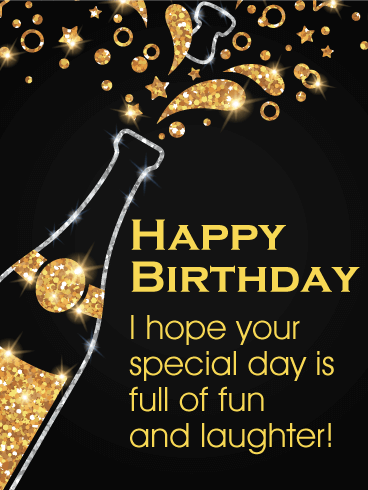 Happy
Birthday
I hope your
special day is
full of fun
and laughter!